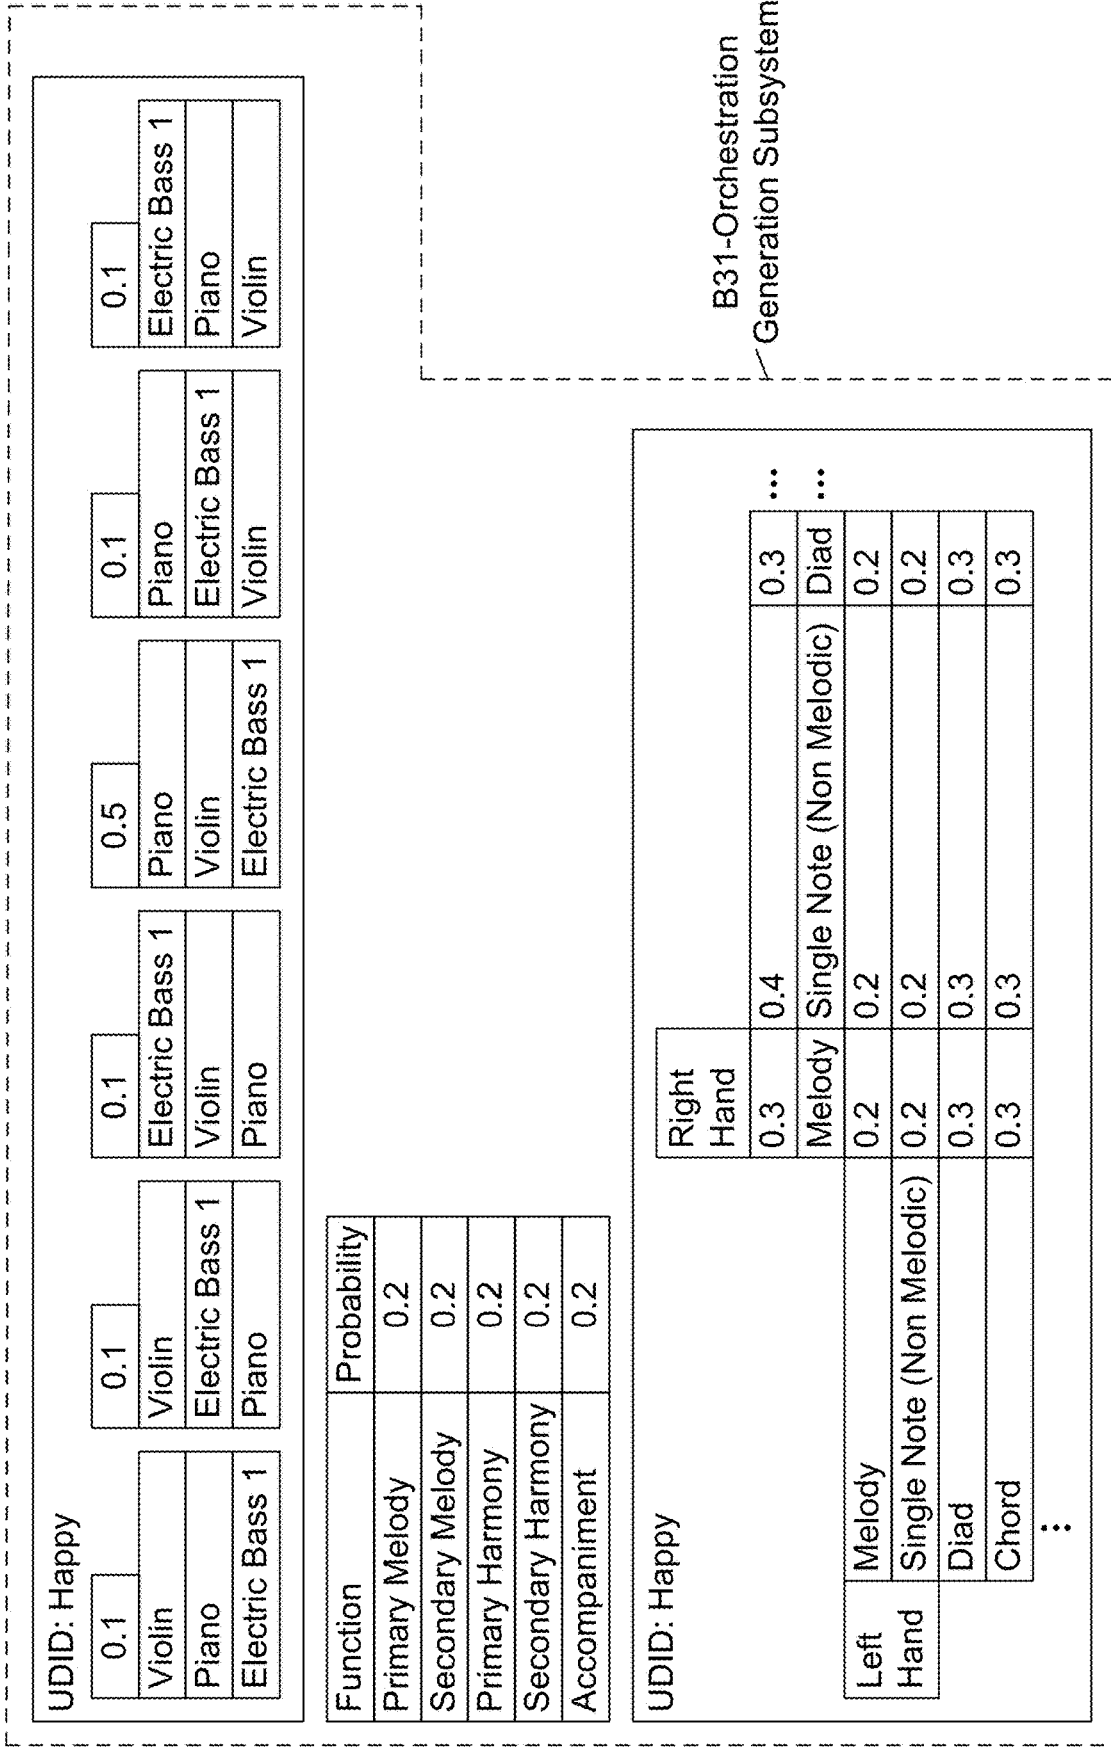 UDID: Happy
0.1 0.1 0.1 0.5 0.1 0.1
Violin Violin Electric Bass 1 Piano Piano Electric Bass 1
Piano Electric Bass 1 Violin Violin Electric Bass 1 Piano
Electric Bass 1 Piano Piano Electric Bass 1 Violin Violin
Function Probability
Primary Melody 0.2
Secondary Melody 0.2
Primary Harmony 0.2
Secondary Harmony 0.2
Accompaniment 0.2
UDID: Happy
Right
Hand
0.3 0.4 0.3 ...
Melody Single Note (Non Melodic) Diad ...
Left Melody 0.2 0.2 0.2
Hand Single Note (Non Melodic) 0.2 0.2 0.2
Diad 0.3 0.3 0.3
Chord 0.3 0.3 0.3
...
B31-Orchestration
Generation Subsystem